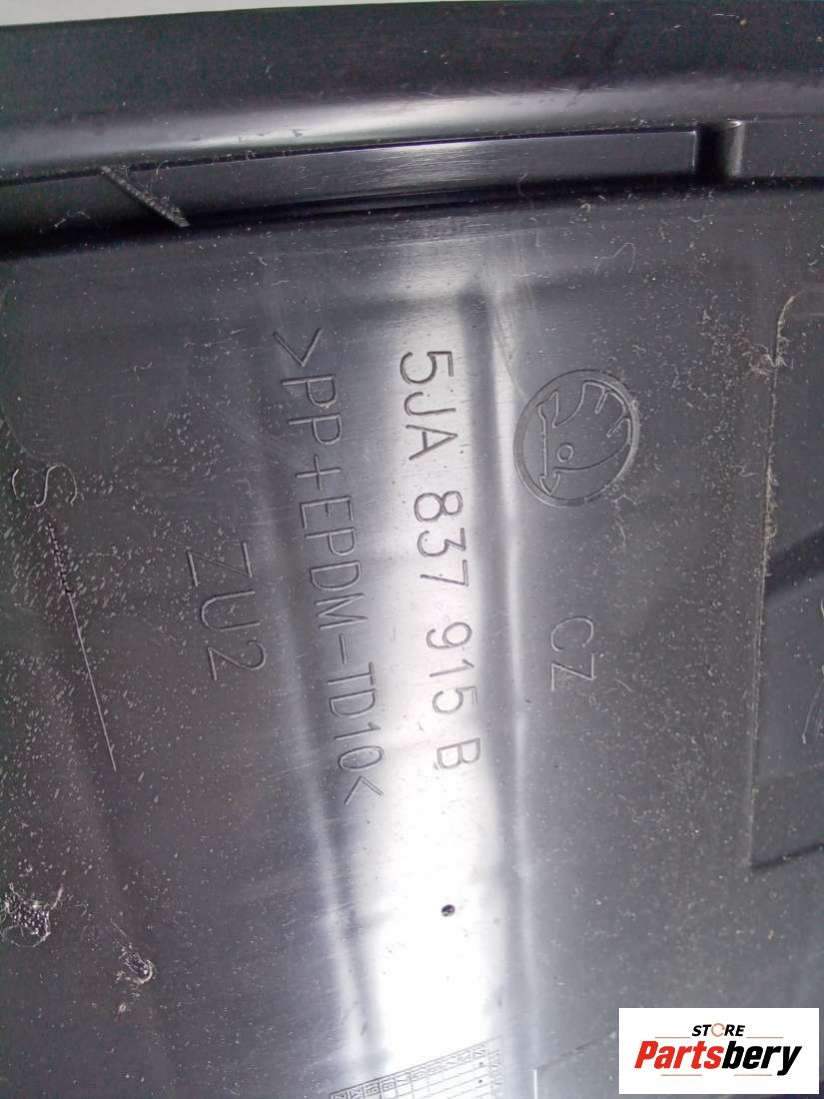 CZ
5JA 837 915 B
>PP+EPDM-TD10<
ZU2
STORE
Partsbery